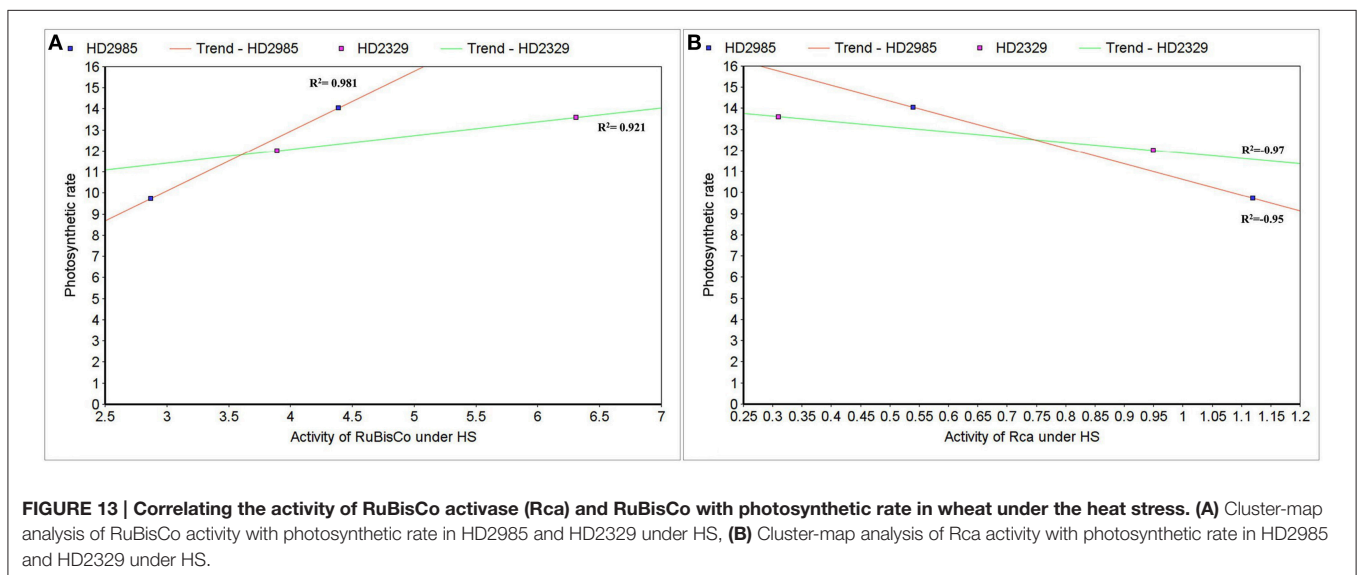 A HD2985 Trend - HD2985 HD2329 Trend - HD2329
16
15
14
13
12
11
10
9
8
7
6
5
4
3
2
1
0
Photosynthetic rate
R²= 0.981
R²= 0.921
2.5 3 3.5 4 4.5 5 5.5 6 6.5 7
Activity of RuBisCo under HS
B HD2985 Trend - HD2985 HD2329 Trend - HD2329
16
15
14
13
12
11
10
9
8
7
6
5
4
3
2
1
0
Photosynthetic rate
R²=-0.97
R²=-0.95
0.25 0.3 0.35 0.4 0.45 0.5 0.55 0.6 0.65 0.7 0.75 0.8 0.85 0.9 0.95 1 1.05 1.1 1.15 1.2
Activity of Rca under HS
FIGURE 13 | Correlating the activity of RuBisCo activase (Rca) and RuBisCo with photosynthetic rate in wheat under the heat stress. (A) Cluster-map
analysis of RuBisCo activity with photosynthetic rate in HD2985 and HD2329 under HS, (B) Cluster-map analysis of Rca activity with photosynthetic rate in HD2985
and HD2329 under HS.